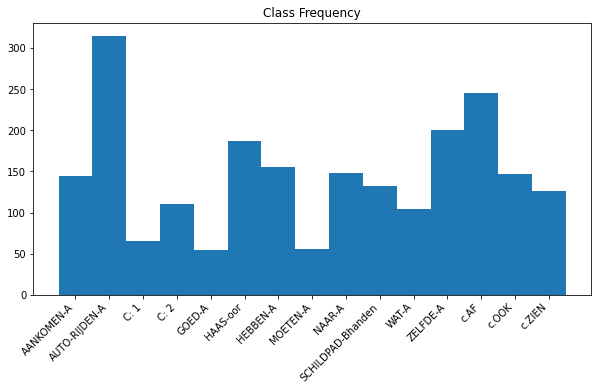 Class Frequency
300
250
200
150
100
50
0
AANKOMEN-A
AUTO-RIJDEN-A
C: 1
C: 2
GOED-A
HAAS-oor
HEBBEN-A
MOETEN-A
NAAR-A
SCHILDPAD-Bhanden
WAT-A
ZELFDE-A
c.AF
c.OOK
c.ZIEN